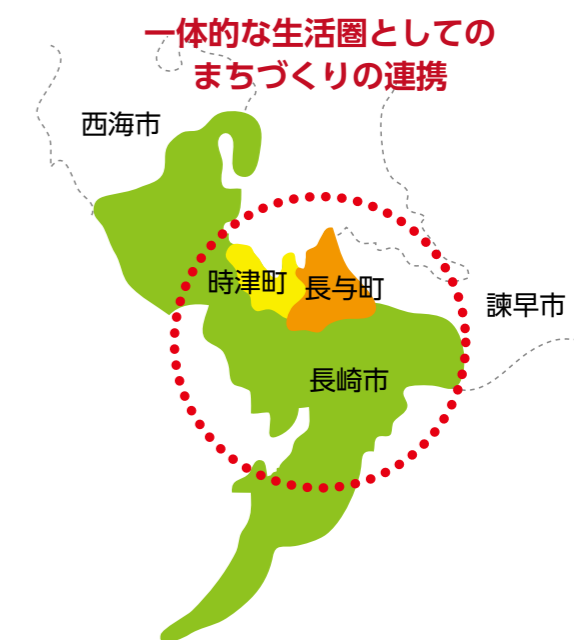 一体的な生活圏としての
まちづくりの連携
西海市
時津町
長与町
諫早市
長崎市